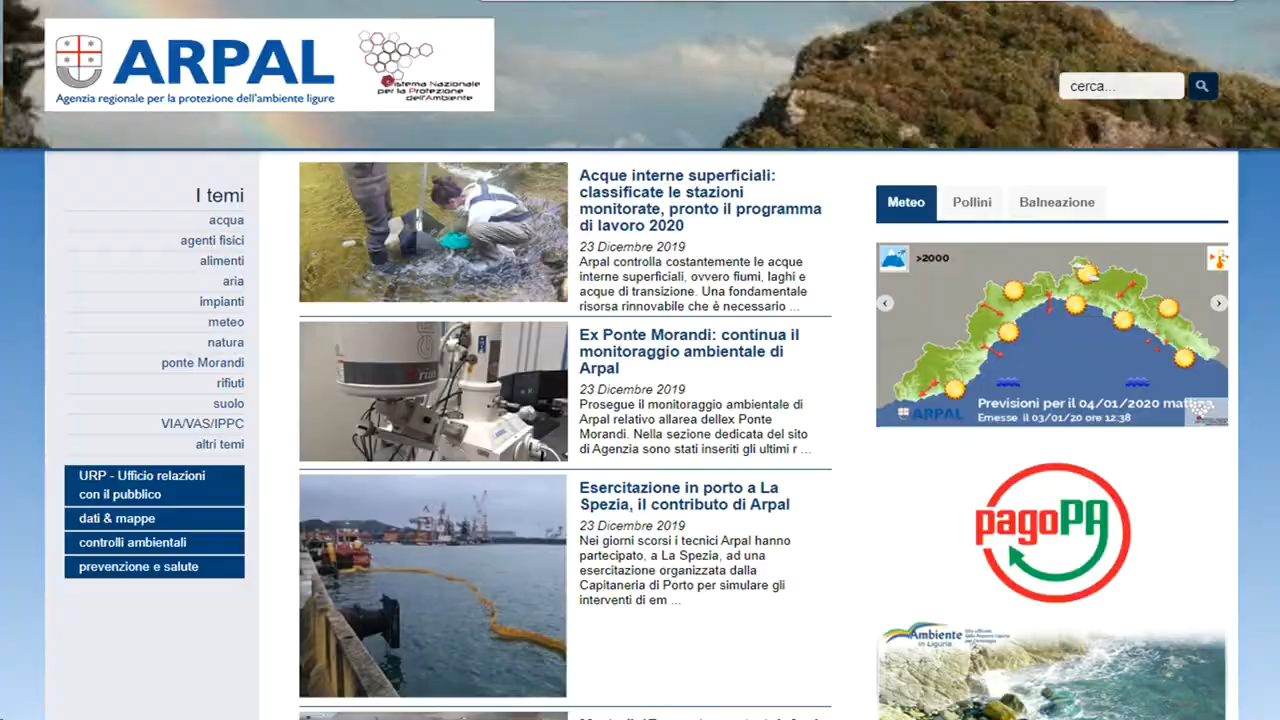 ARPAL
Agenzia regionale per la protezione dell'ambiente ligure
Sistema Nazionale
per la Protezione
dell'Ambiente
cerca...
I temi
acqua
agenti fisici
alimenti
aria
impianti
meteo
natura
ponte Morandi
rifiuti
suolo
VIA/VAS/IPPC
altri temi
URP - Ufficio relazioni
con il pubblico
dati & mappe
controlli ambientali
prevenzione e salute
Acque interne superficiali:
classificate le stazioni
monitorate, pronto il programma
di lavoro 2020
23 Dicembre 2019
Arpal controlla costantemente le acque
interne superficiali, ovvero fiumi, laghi e
acque di transizione. Una fondamentale
risorsa rinnovabile che è necessario ...
Ex Ponte Morandi: continua il
monitoraggio ambientale di
Arpal
23 Dicembre 2019
Prosegue il monitoraggio ambientale di
Arpal relativo allarea dellex Ponte
Morandi. Nella sezione dedicata del sito
di Agenzia sono stati inseriti gli ultimi r ...
Esercitazione in porto a La
Spezia, il contributo di Arpal
23 Dicembre 2019
Nei giorni scorsi i tecnici Arpal hanno
partecipato, a La Spezia, ad una
esercitazione organizzata dalla
Capitaneria di Porto per simulare gli
interventi di em ...
Meteo
Pollini
Balneazione
>2000
Previsioni per il 04/01/2020 mattina
Emesse il 03/01/20 ore 12:38
ARPAL
pagoPA
Ambiente
in Liguria